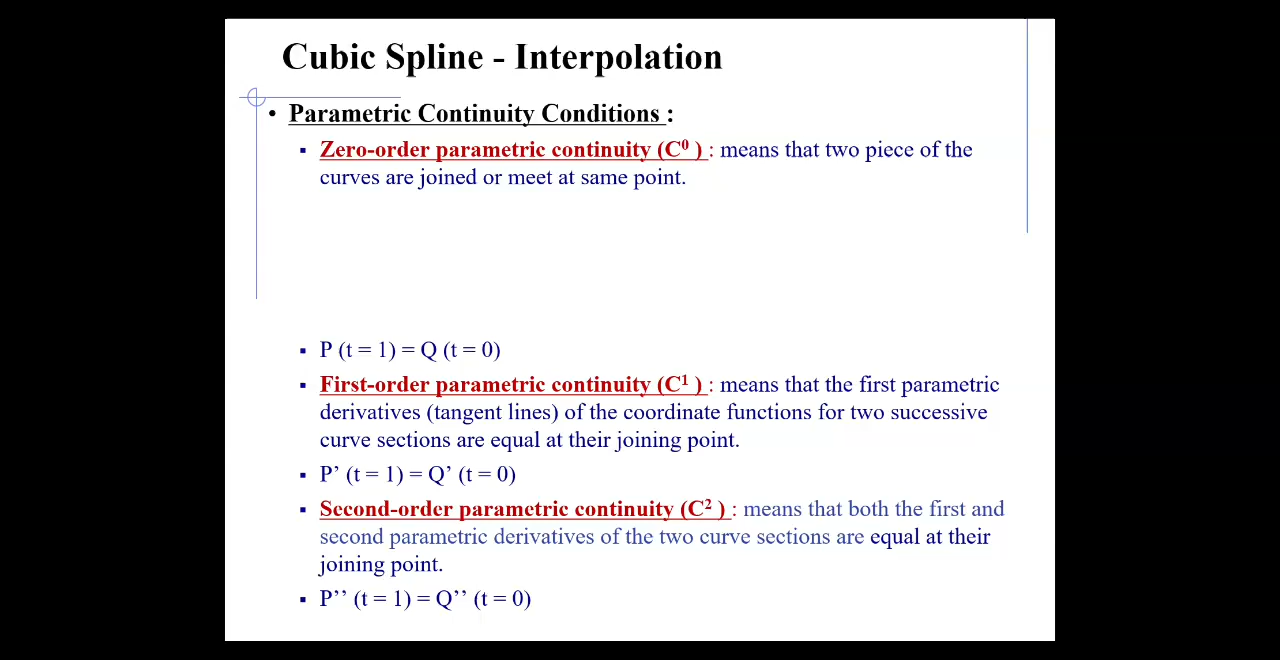 Cubic Spline - Interpolation
• Parametric Continuity Conditions :
▪ Zero-order parametric continuity (C⁰ ) : means that two piece of the
curves are joined or meet at same point.
▪ P (t = 1) = Q (t = 0)
▪ First-order parametric continuity (C¹ ) : means that the first parametric
derivatives (tangent lines) of the coordinate functions for two successive
curve sections are equal at their joining point.
▪ P’ (t = 1) = Q’ (t = 0)
▪ Second-order parametric continuity (C² ) : means that both the first and
second parametric derivatives of the two curve sections are equal at their
joining point.
▪ P’’ (t = 1) = Q’’ (t = 0)